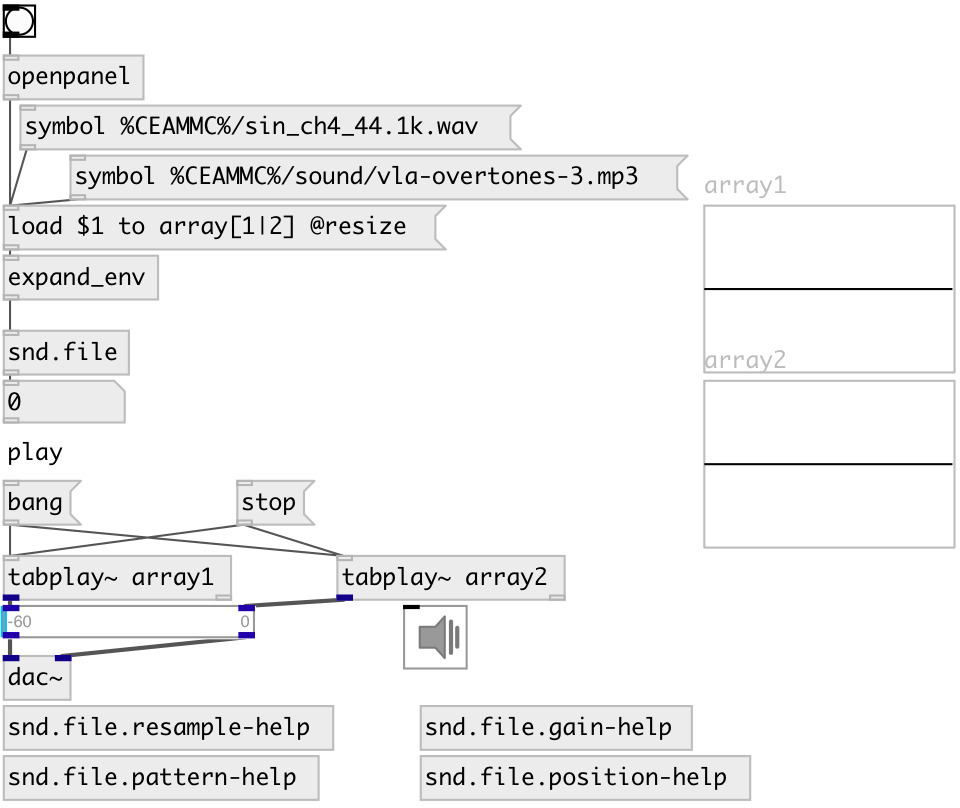 openpanel
symbol %CEAMMC%/sin_ch4_44.1k.wav
symbol %CEAMMC%/sound/vla-overtones-3.mp3
array1
load $1 to array[1|2] @resize
expand_env
snd.file
array2
0
play
bang
stop
tabplay~ array1
tabplay~ array2
-60
0
dac~
snd.file.resample-help
snd.file.gain-help
snd.file.pattern-help
snd.file.position-help